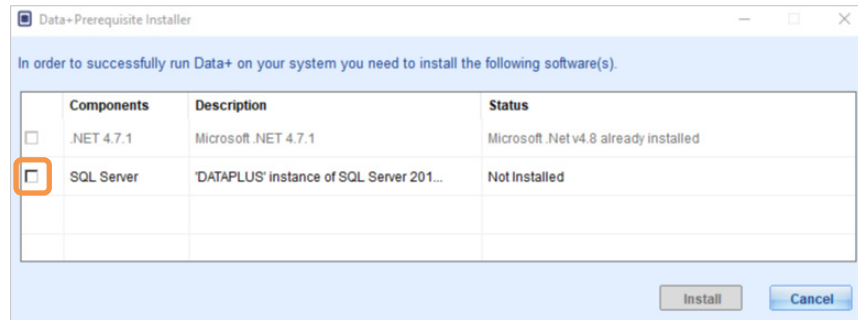 Data+ Prerequisite Installer
In order to successfully run Data+ on your system you need to install the following software(s).
Components Description Status
.NET 4.7.1 Microsoft .NET 4.7.1 Microsoft .Net v4.8 already installed
SQL Server 'DATAPLUS' instance of SQL Server 201... Not Installed
Install Cancel